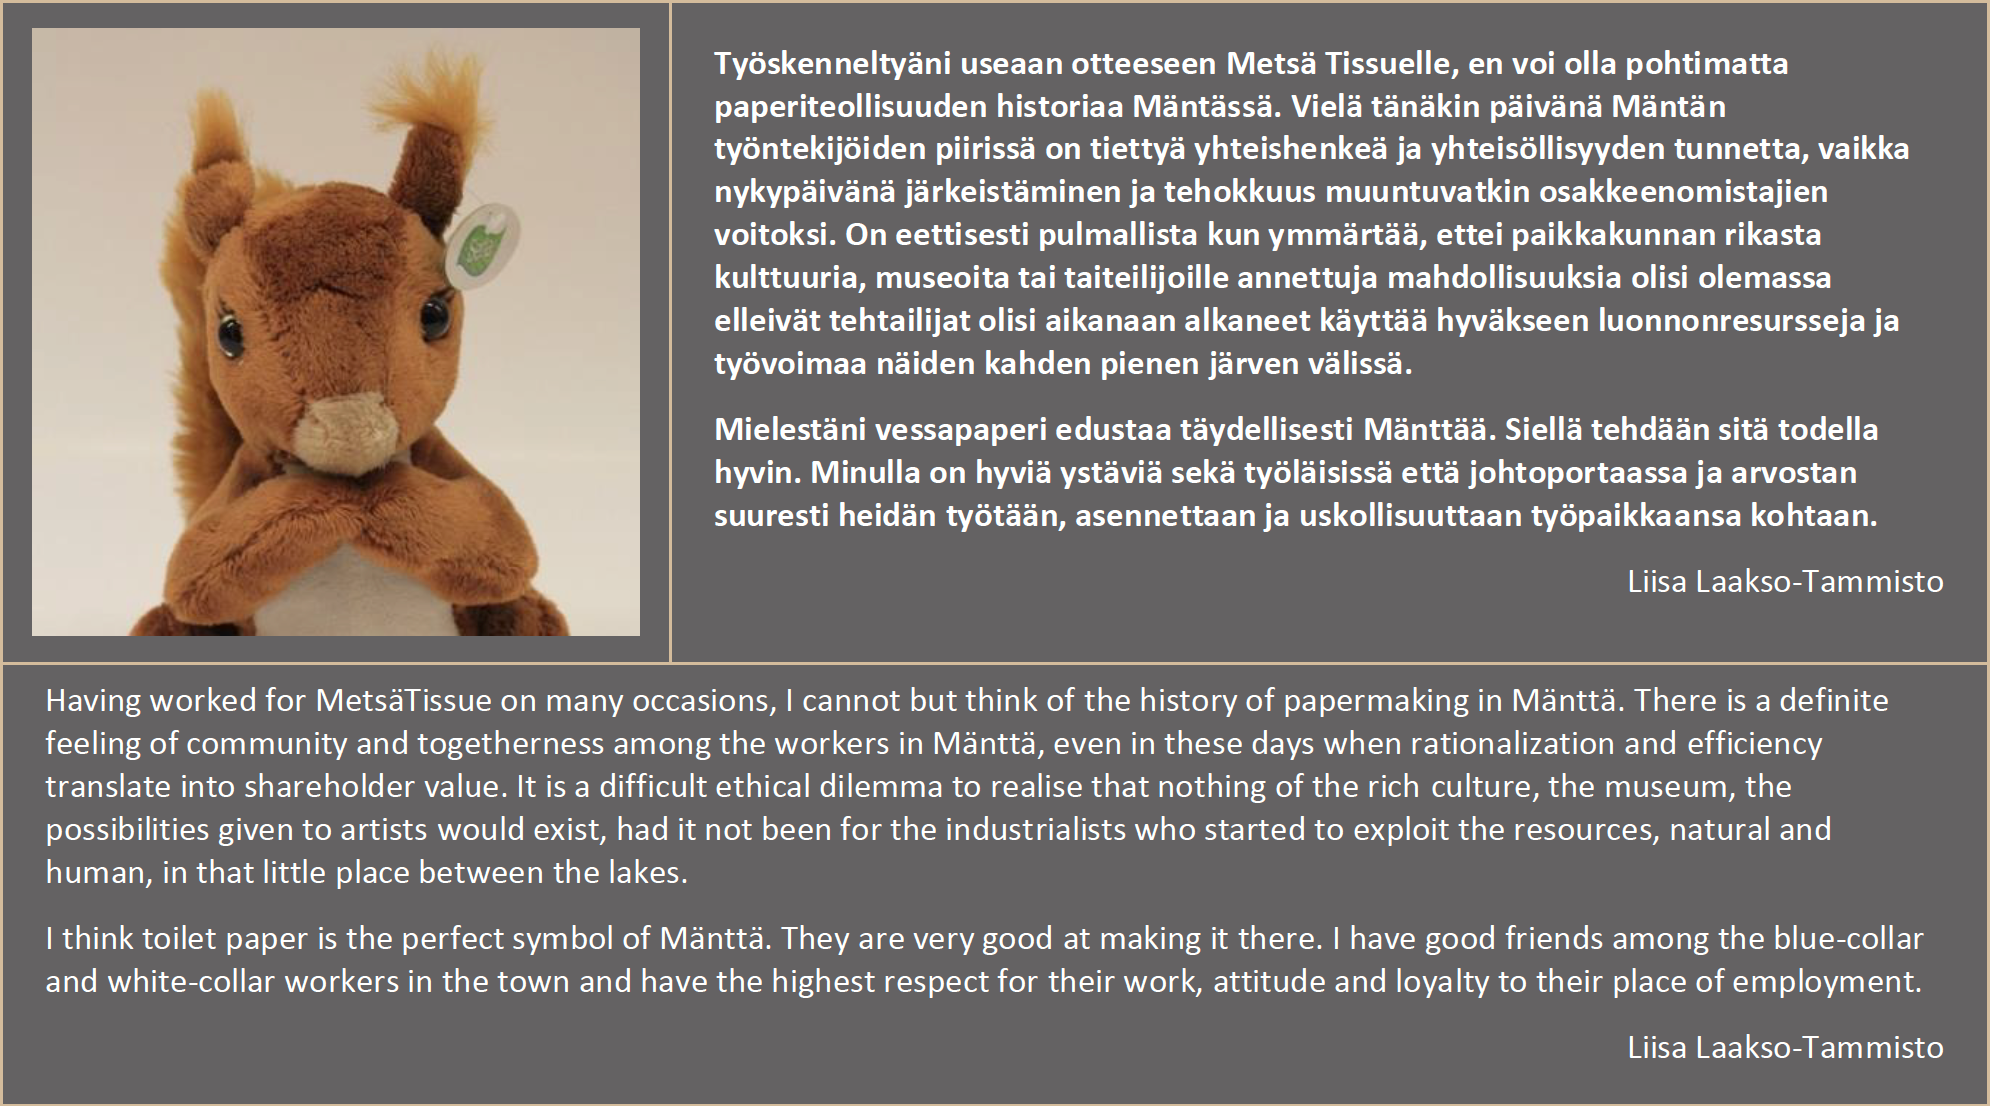 Työskenneltyäni useaan otteeseen Metsä Tissuelle, en voi olla pohtimatta
paperiteollisuuden historiaa Mäntässä. Vielä tänäkin päivänä Mäntän
työntekijöiden piirissä on tiettyä yhteishenkeä ja yhteisöllisyyden tunnetta, vaikka
nykypäivänä järkeistäminen ja tehokkuus muuntuvatkin osakkeenomistajien
voitoksi. On eettisesti pulmallista kun ymmärtää, ettei paikkakunnan rikasta
kulttuuria, museoita tai taiteilijoille annettuja mahdollisuuksia olisi olemassa
elleivät tehtailijat olisi aikanaan alkaneet käyttää hyväkseen luonnonresursseja ja
työvoimaa näiden kahden pienen järven välissä.
Mielestäni vessapaperi edustaa täydellisesti Mänttää. Siellä tehdään sitä todella
hyvin. Minulla on hyviä ystäviä sekä työläisissä että johtoportaassa ja arvostan
suuresti heidän työtään, asennettaan ja uskollisuuttaan työpaikkaansa kohtaan.
Liisa Laakso-Tammisto
Having worked for MetsäTissue on many occasions, I cannot but think of the history of papermaking in Mänttä. There is a definite
feeling of community and togetherness among the workers in Mänttä, even in these days when rationalization and efficiency
translate into shareholder value. It is a difficult ethical dilemma to realise that nothing of the rich culture, the museum, the
possibilities given to artists would exist, had it not been for the industrialists who started to exploit the resources, natural and
human, in that little place between the lakes.
I think toilet paper is the perfect symbol of Mänttä. They are very good at making it there. I have good friends among the blue-collar
and white-collar workers in the town and have the highest respect for their work, attitude and loyalty to their place of employment.
Liisa Laakso-Tammisto